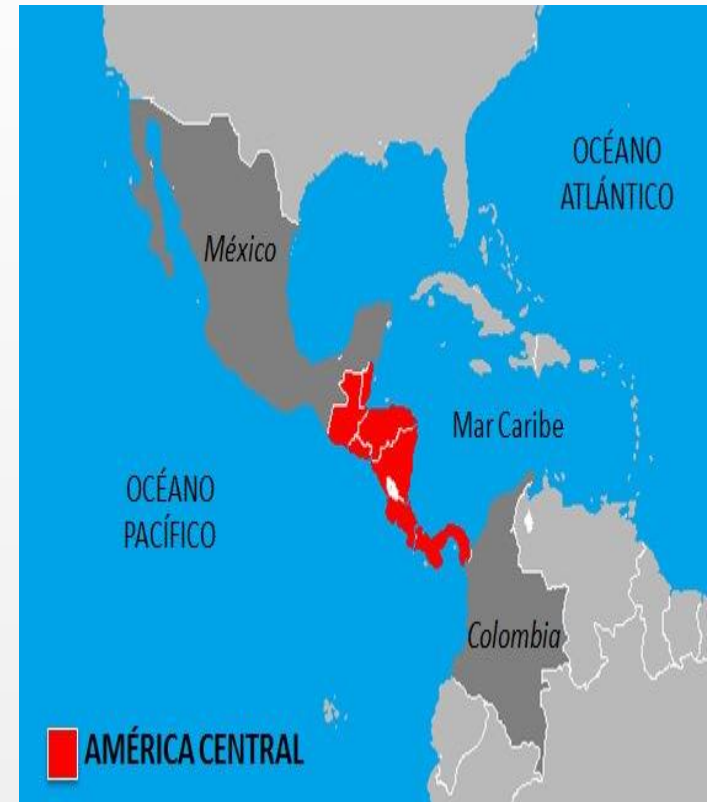 OCÉANO
ATLÁNTICO
México
Mar Caribe
OCÉANO
PACÍFICO
Colombia
AMÉRICA CENTRAL